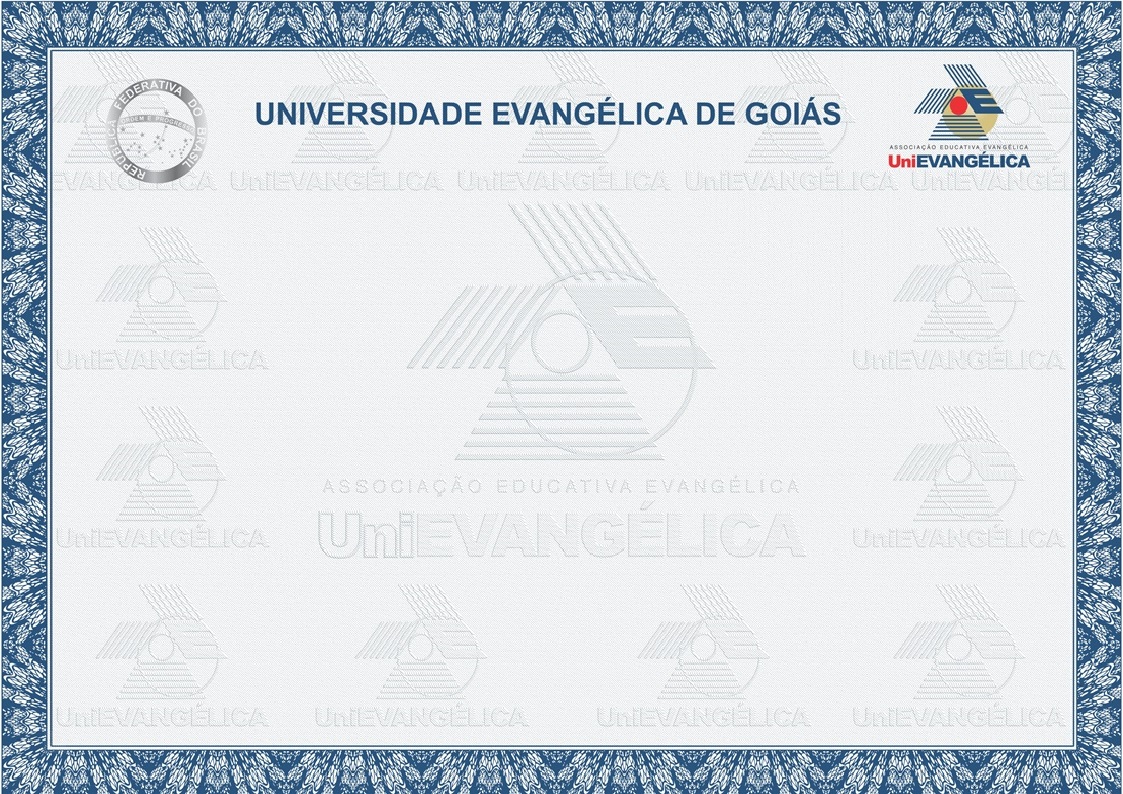 REPÚBLICA FEDERATIVA DO BRASIL
ORDEM E PROGRESSO
UNIVERSIDADE EVANGÉLICA DE GOIÁS
ASSOCIAÇÃO EDUCATIVA EVANGÉLICA
UniEVANGÉLICA
UniEVANGÉLICA UniEVANGÉLICA UniEVANGÉLICA UniEVANGÉLICA UniEVANGÉLICA
UniEVANGÉLICA UniEVANGÉLICA
ASSOCIAÇÃO EDUCATIVA EVANGÉLICA
UniEVANGÉLICA
UniEVANGÉLICA UniEVANGÉLICA
UniEVANGÉLICA UniEVANGÉLICA UniEVANGÉLICA UniEVANGÉLICA